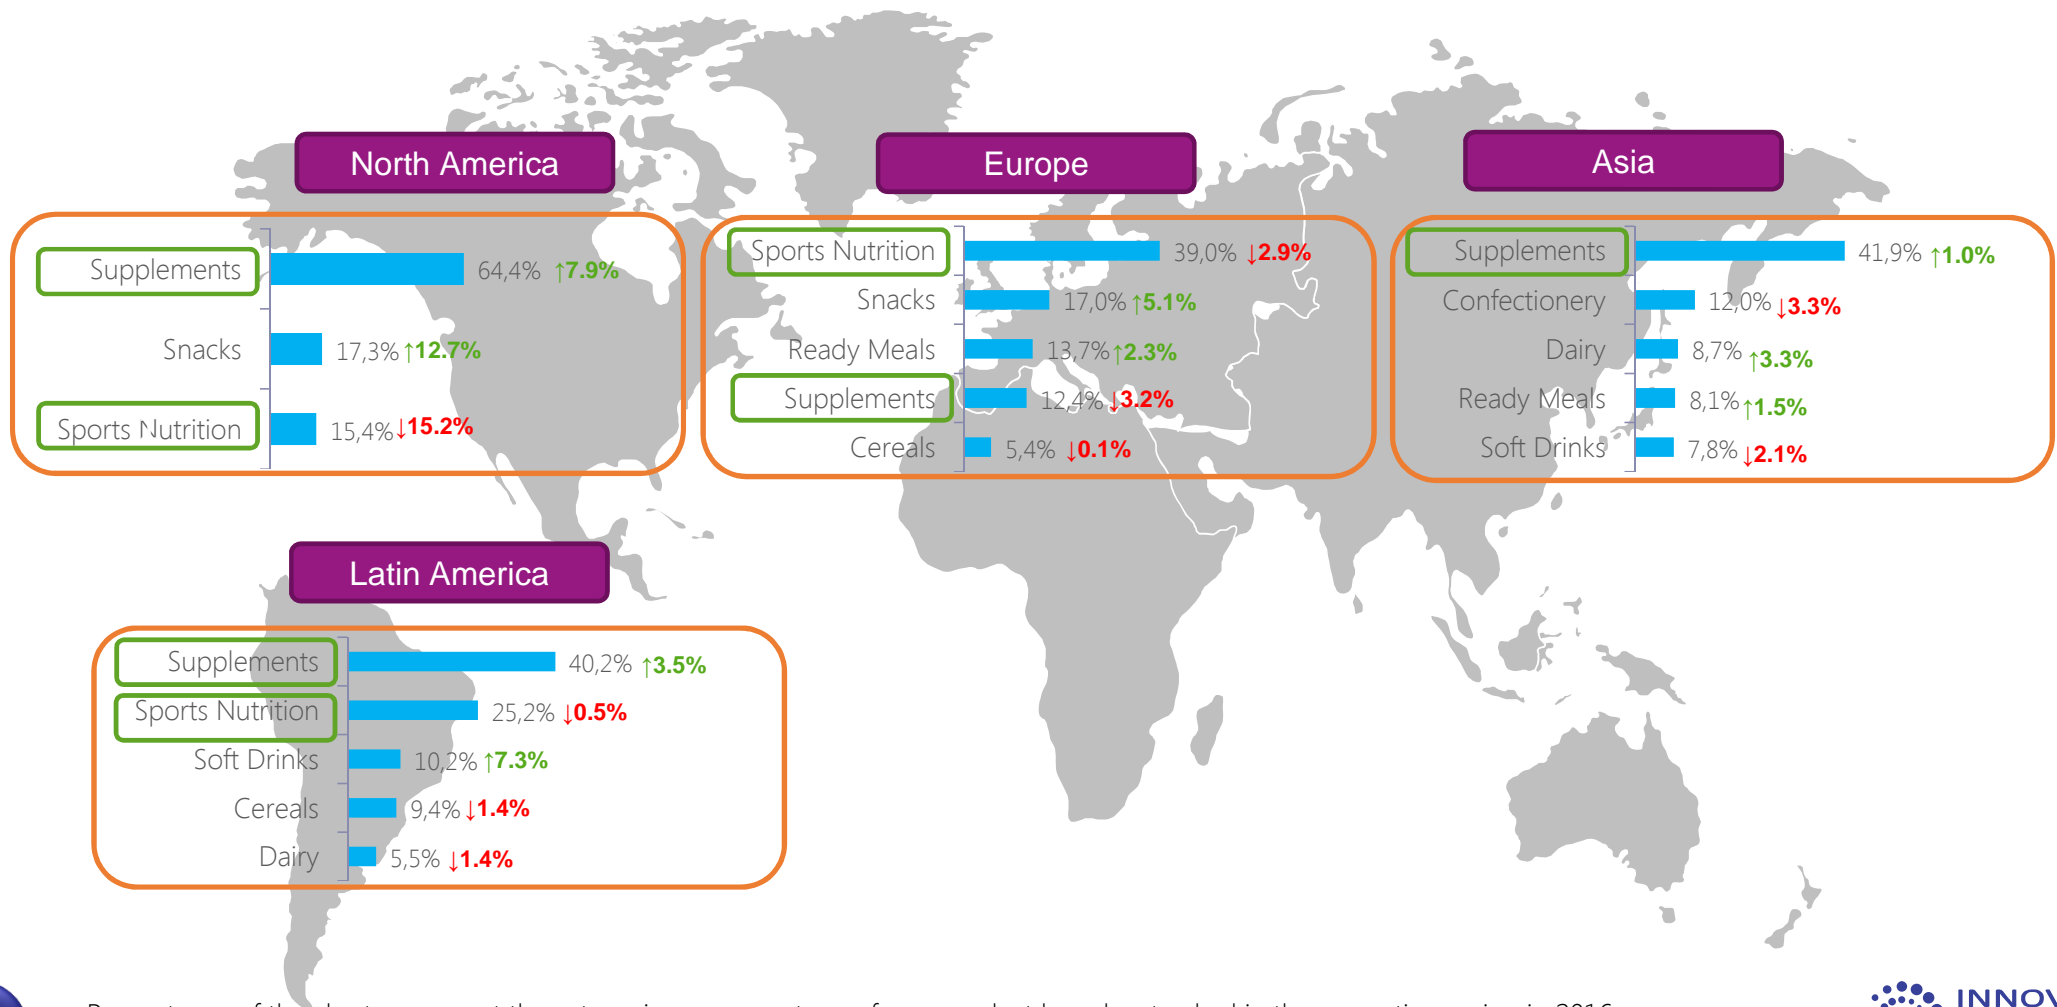 North America
Supplements 64,4% ↑7.9%
Snacks 17,3% ↑12.7%
Sports Nutrition 15,4% ↓15.2%
Europe
Sports Nutrition 39,0% ↓2.9%
Snacks 17,0% ↑5.1%
Ready Meals 13,7% ↑2.3%
Supplements 12,4% ↓3.2%
Cereals 5,4% ↓0.1%
Asia
Supplements 41,9% ↑1.0%
Confectionery 12,0% ↓3.3%
Dairy 8,7% ↑3.3%
Ready Meals 8,1% ↑1.5%
Soft Drinks 7,8% ↓2.1%
Latin America
Supplements 40,2% ↑3.5%
Sports Nutrition 25,2% ↓0.5%
Soft Drinks 10,2% ↑7.3%
Cereals 9,4% ↓1.4%
Dairy 5,5% ↓1.4%
INNOV